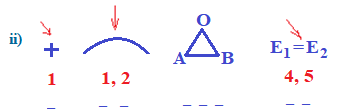 ii) + O
A B E₁=E₂
1 1, 2 4, 5
_ _ _ _ _ _ _ _